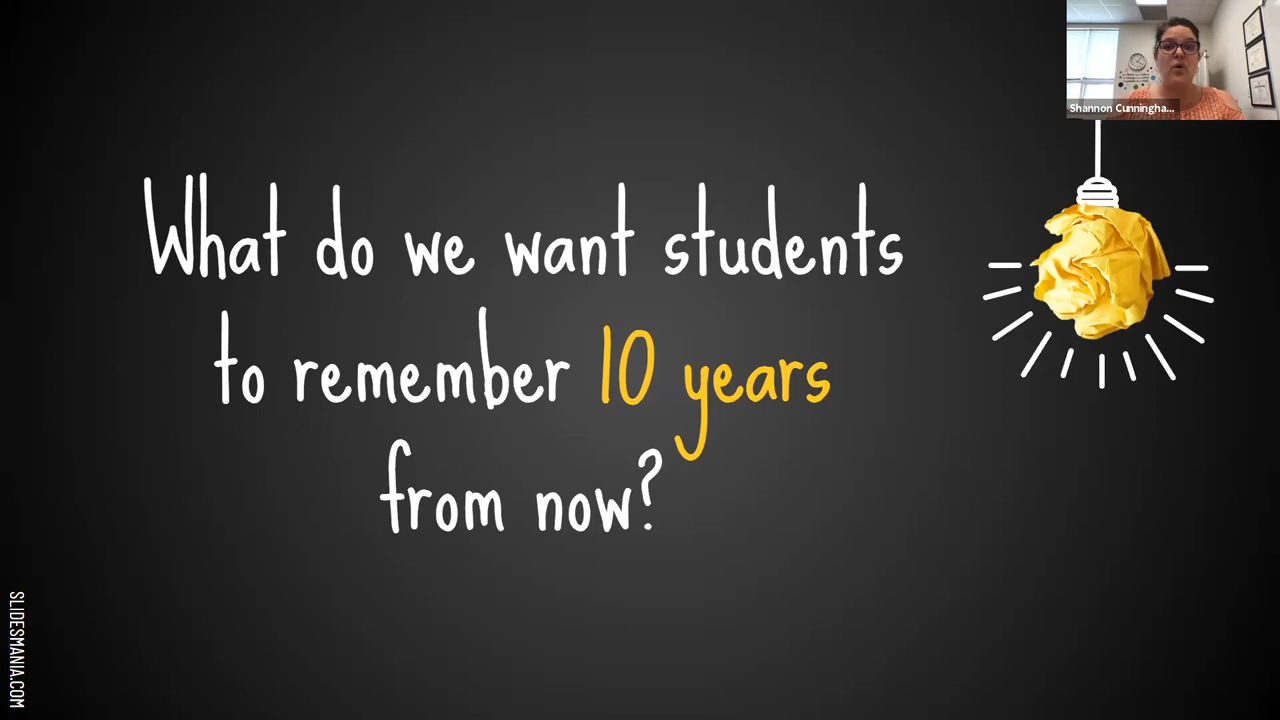 Shannon Cunningha...
What do we want students
to remember 10 years
from now?
SLIDESMANIA.COM